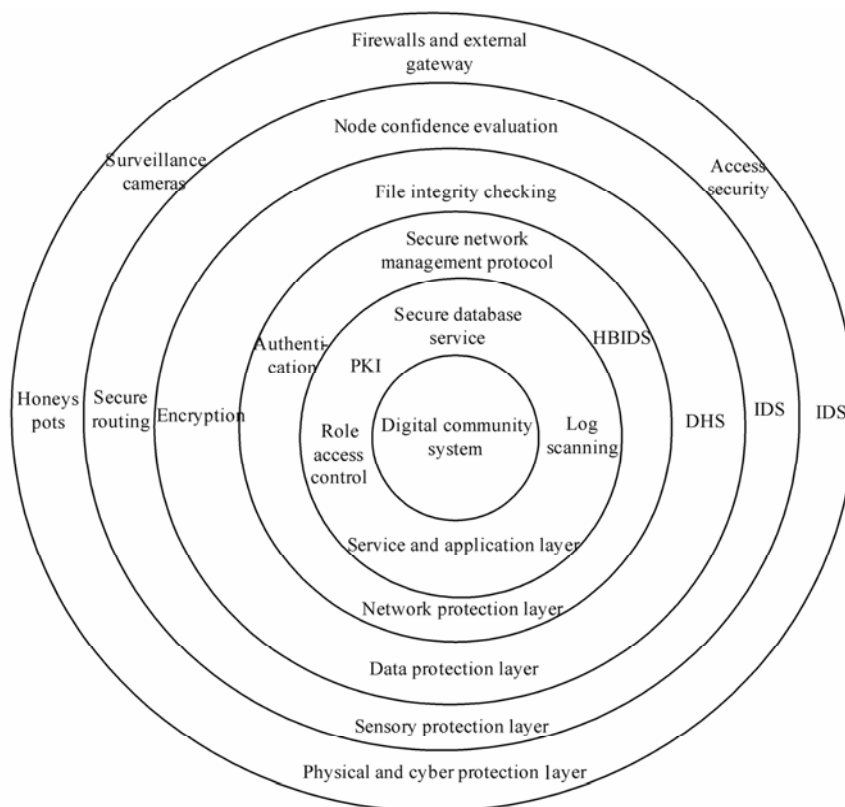 Firewalls and external
gateway
Node confidence evaluation
Surveillance
cameras
Access
security
File integrity checking
Secure network
management protocol
Secure database
service
Authenti-
cation
HBIDS
PKI
Honeys
pots
Secure
routing
Encryption
Role
access
control
Digital community
system
Log
scanning
DHS
IDS
IDS
Service and application layer
Network protection layer
Data protection layer
Sensory protection layer
Physical and cyber protection layer